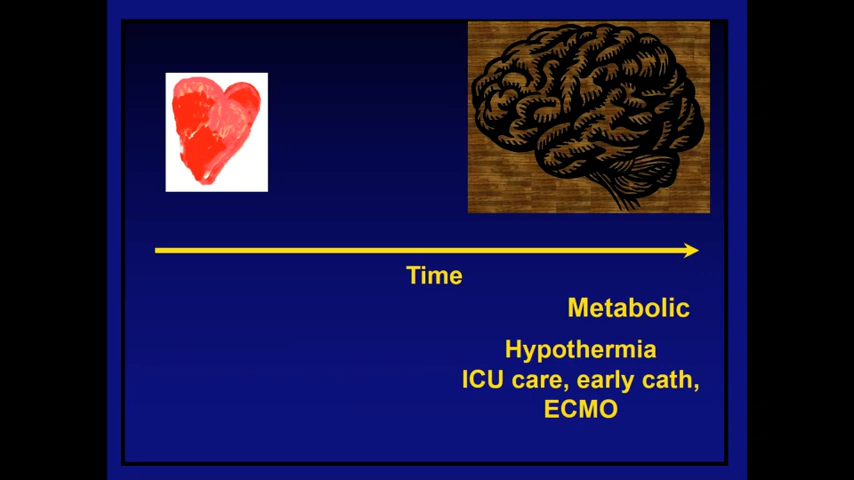 Time
Metabolic
Hypothermia
ICU care, early cath,
ECMO